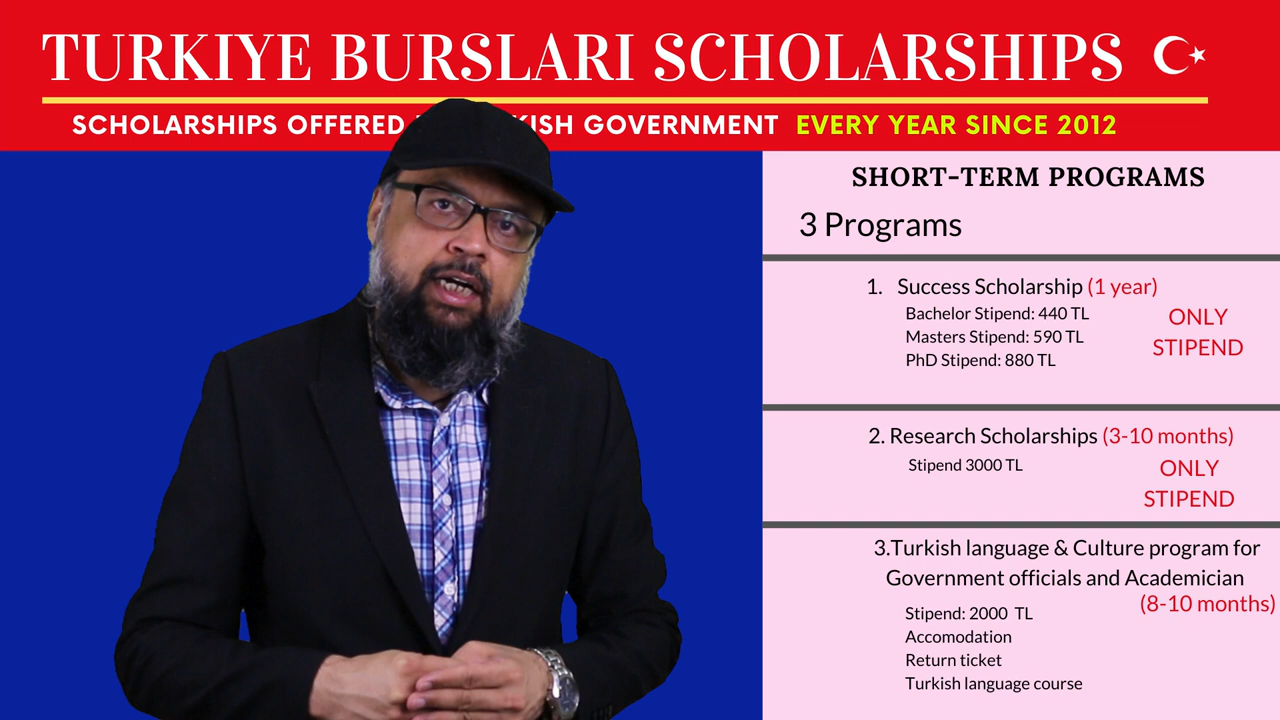 TURKIYE BURSLARI SCHOLARSHIPS
SCHOLARSHIPS OFFERED KISH GOVERNMENT EVERY YEAR SINCE 2012
SHORT-TERM PROGRAMS
3 Programs
1. Success Scholarship (1 year)
Bachelor Stipend: 440 TL
Masters Stipend: 590 TL
PhD Stipend: 880 TL
ONLY
STIPEND
2. Research Scholarships (3-10 months)
Stipend 3000 TL
ONLY
STIPEND
3.Turkish language & Culture program for
Government officials and Academician
(8-10 months)
Stipend: 2000 TL
Accomodation
Return ticket
Turkish language course